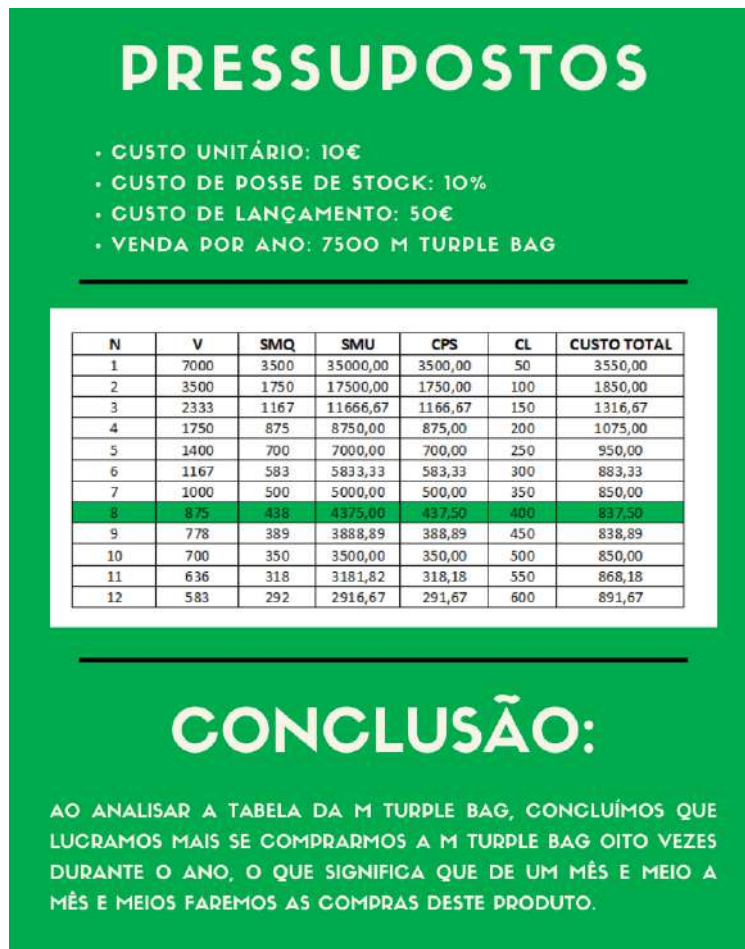 PRESSUPOSTOS
• CUSTO UNITÁRIO: 10€
• CUSTO DE POSSE DE STOCK: 10%
• CUSTO DE LANÇAMENTO: 50€
• VENDA POR ANO: 7500 M TURPLE BAG
N V SMQ SMU CPS CL CUSTO TOTAL
1 7000 3500 35000,00 3500,00 50 3550,00
2 3500 1750 17500,00 1750,00 100 1850,00
3 2333 1167 11666,67 1166,67 150 1316,67
4 1750 875 8750,00 875,00 200 1075,00
5 1400 700 7000,00 700,00 250 950,00
6 1167 583 5833,33 583,33 300 883,33
7 1000 500 5000,00 500,00 350 850,00
8 875 438 4375,00 437,50 400 837,50
9 778 389 3888,89 388,89 450 838,89
10 700 350 3500,00 350,00 500 850,00
11 636 318 3181,82 318,18 550 868,18
12 583 292 2916,67 291,67 600 891,67
CONCLUSÃO:
AO ANALISAR A TABELA DA M TURPLE BAG, CONCLUÍMOS QUE
LUCRAMOS MAIS SE COMPRARMOS A M TURPLE BAG OITO VEZES
DURANTE O ANO, O QUE SIGNIFICA QUE DE UM MÊS E MEIO A
MÊS E MEIOS FAREMOS AS COMPRAS DESTE PRODUTO.